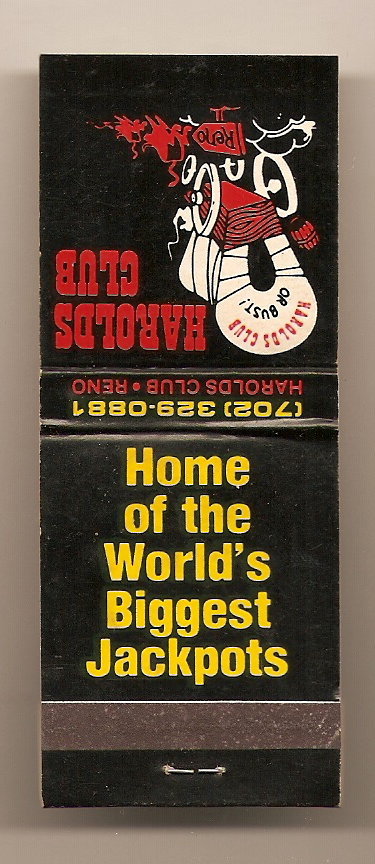 HAROLDS
CLUB
HAROLDS CLUB
OR BUST!
Reno
(702) 329-0881
HAROLDS CLUB • RENO
Home
of the
World's
Biggest
Jackpots